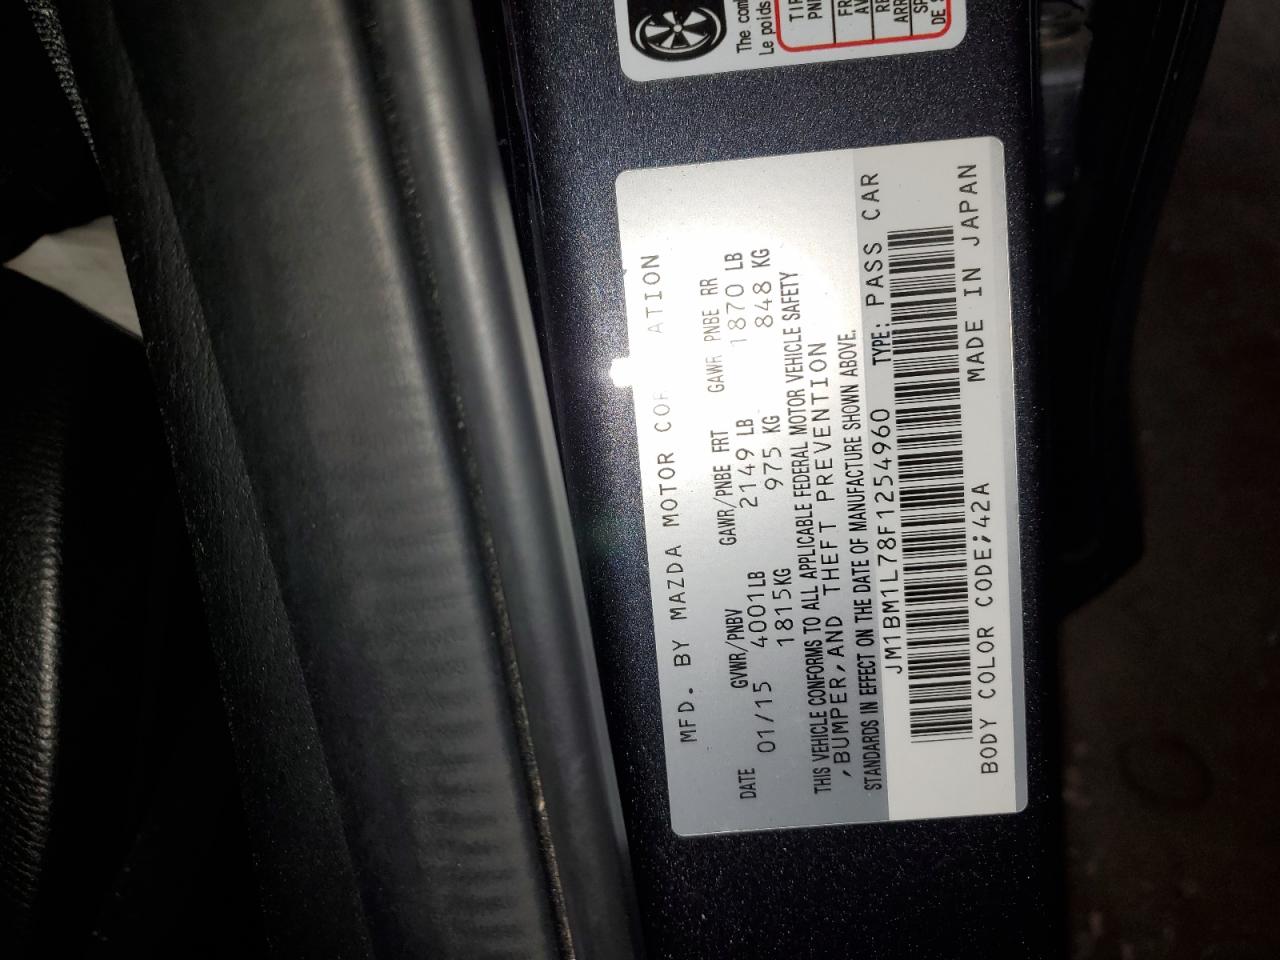 MFD. BY MAZDA MOTOR COR ATION
DATE GVWR/PNBV GAWR/PNBE FRT GAWR PNBE RR
01/15 4001LB 2149 LB 1870 LB
1815KG 975 KG 848 KG
THIS VEHICLE CONFORMS TO ALL APPLICABLE FEDERAL MOTOR VEHICLE SAFETY
,BUMPER,AND THEFT PREVENTION
STANDARDS IN EFFECT ON THE DATE OF MANUFACTURE SHOWN ABOVE.
JM1BM1L78F1254960 TYPE: PASS CAR
BODY COLOR CODE;42A MADE IN JAPAN
The
Le poids